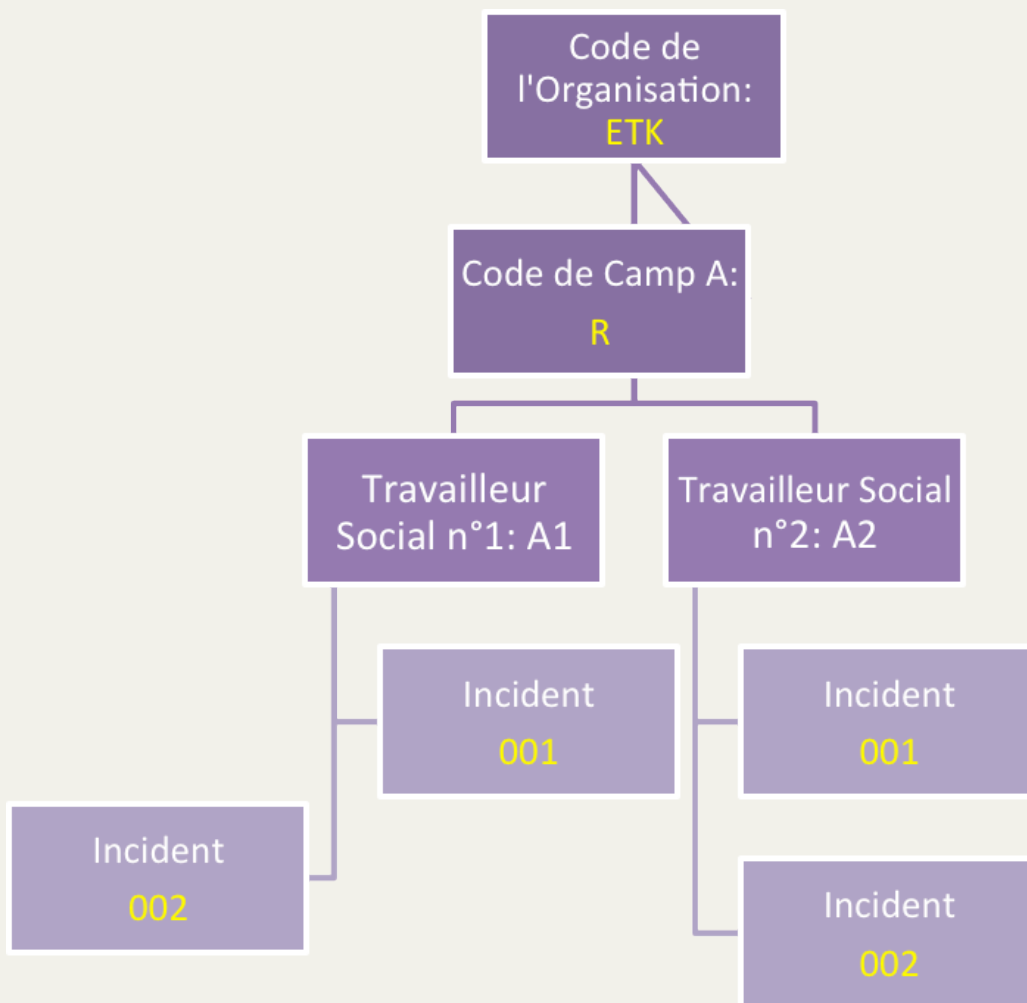 Code de
l'Organisation:
ETK
Code de Camp A:
R
Travailleur
Social n°1: A1
Travailleur Social
n°2: A2
Incident
001
Incident
001
Incident
002
Incident
002